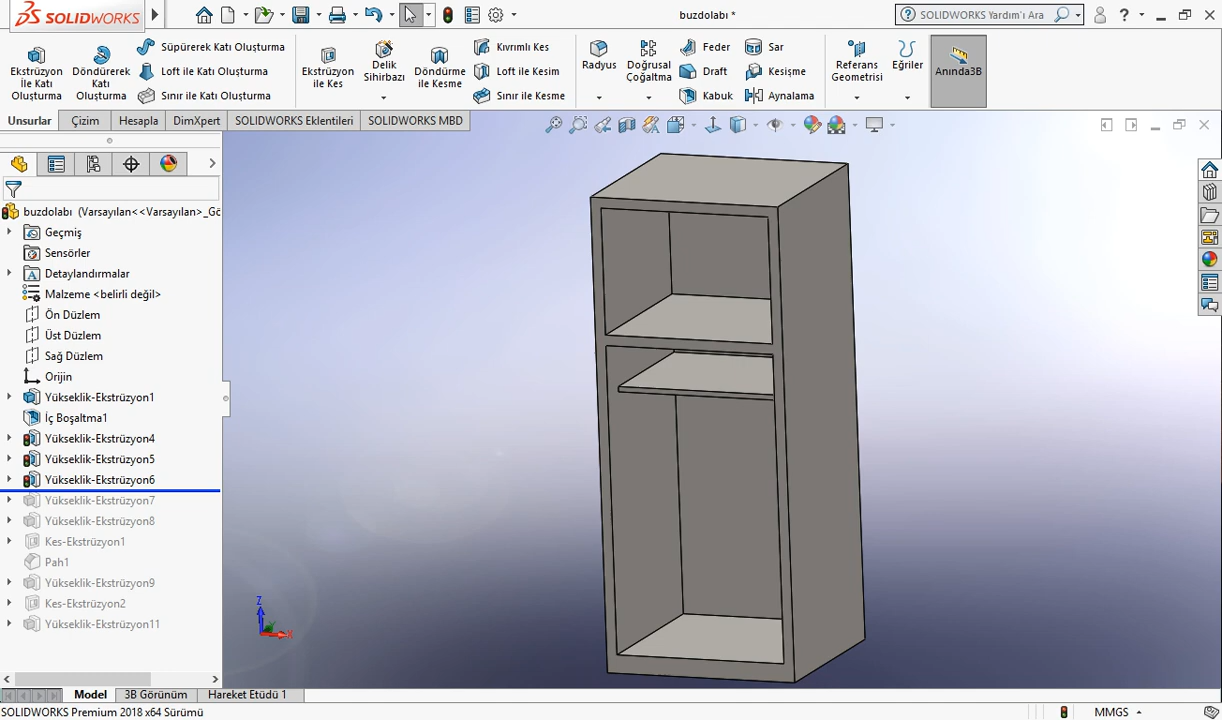 SOLIDWORKS
buzdolabı *
SOLIDWORKS Yardım'ı Ara
Ekstrüzyon İle Katı Oluşturma
Döndürerek Katı Oluşturma
Süpürerek Katı Oluşturma
Loft ile Katı Oluşturma
Sınır ile Katı Oluşturma
Ekstrüzyon ile Kes
Delik Sihirbazı
Döndürme ile Kesme
Kıvrımlı Kes
Loft ile Kesim
Sınır ile Kesme
Radyus
Doğrusal Çoğaltma
Feder
Draft
Kabuk
Sar
Kesişme
Aynalama
Referans Geometrisi
Eğriler
Anında3B
Unsurlar
Çizim
Hesapla
DimXpert
SOLIDWORKS Eklentileri
SOLIDWORKS MBD
buzdolabı (Varsayılan<<Varsayılan>_Gö
Geçmiş
Sensörler
Detaylandırmalar
Malzeme <belirli değil>
Ön Düzlem
Üst Düzlem
Sağ Düzlem
Orijin
Yükseklik-Ekstrüzyon1
İç Boşaltma1
Yükseklik-Ekstrüzyon4
Yükseklik-Ekstrüzyon5
Yükseklik-Ekstrüzyon6
Yükseklik-Ekstrüzyon7
Yükseklik-Ekstrüzyon8
Kes-Ekstrüzyon1
Pah1
Yükseklik-Ekstrüzyon9
Kes-Ekstrüzyon2
Yükseklik-Ekstrüzyon11
Z
X
Model
3B Görünüm
Hareket Etüdü 1
SOLIDWORKS Premium 2018 x64 Sürümü
MMGS